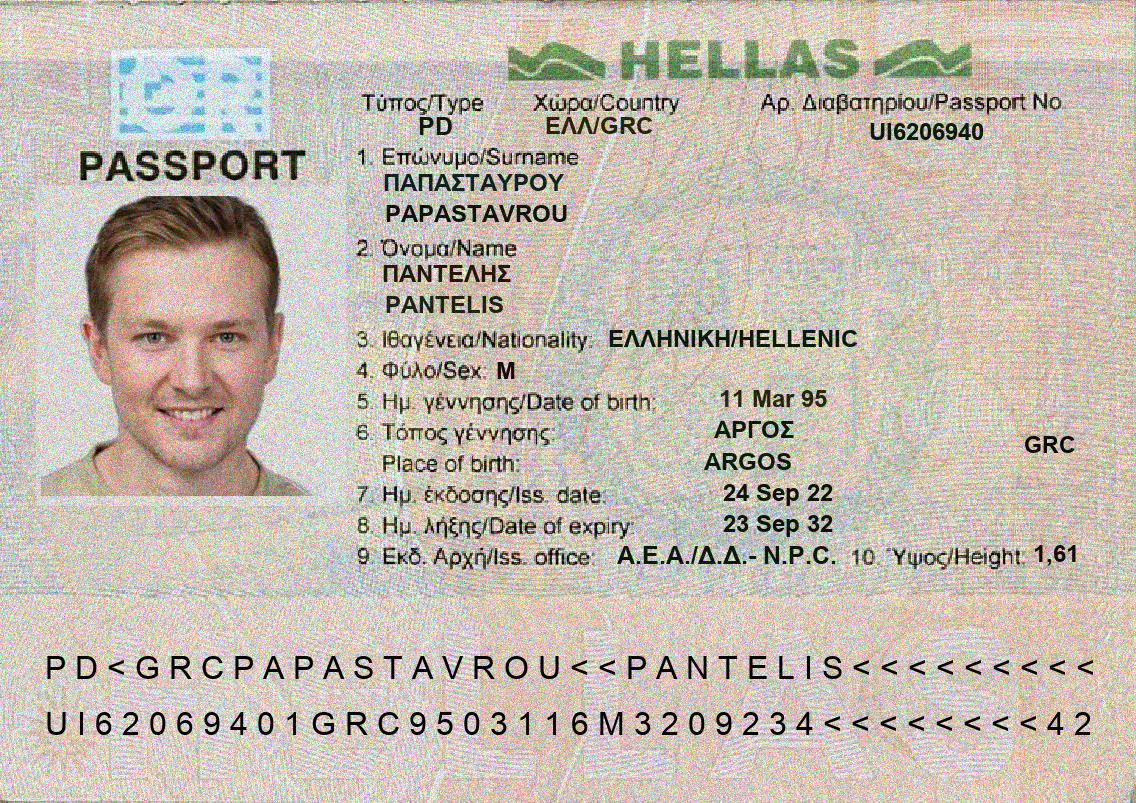 HELLAS
Τύπος/Type Χώρα/Country Αρ. Διαβατηρίου/Passport No.
PD ΕΛΛ/GRC UI6206940
PASSPORT
1. Επώνυμο/Surname
ΠΑΠΑΣΤΑΥΡΟΥ
PAPASTAVROU
2. Όνομα/Name
ΠΑΝΤΕΛΗΣ
PANTELIS
3. Ιθαγένεια/Nationality: ΕΛΛΗΝΙΚΗ/HELLENIC
4. Φύλο/Sex: M
5. Ημ. γέννησης/Date of birth: 11 Mar 95
6. Τόπος γέννησης: ΑΡΓΟΣ
Place of birth: ARGOS GRC
7. Ημ. έκδοσης/Iss. date: 24 Sep 22
8. Ημ. λήξης/Date of expiry: 23 Sep 32
9 Εκδ. Αρχή/Iss. office: Α.Ε.Α./Δ.Δ.- N.P.C. 10. Ύψος/Height: 1,61
PD<GRCPAPASTAVROU<<PANTELIS<<<<<<<<<
UI62069401GRC9503116M3209234<<<<<<<<42